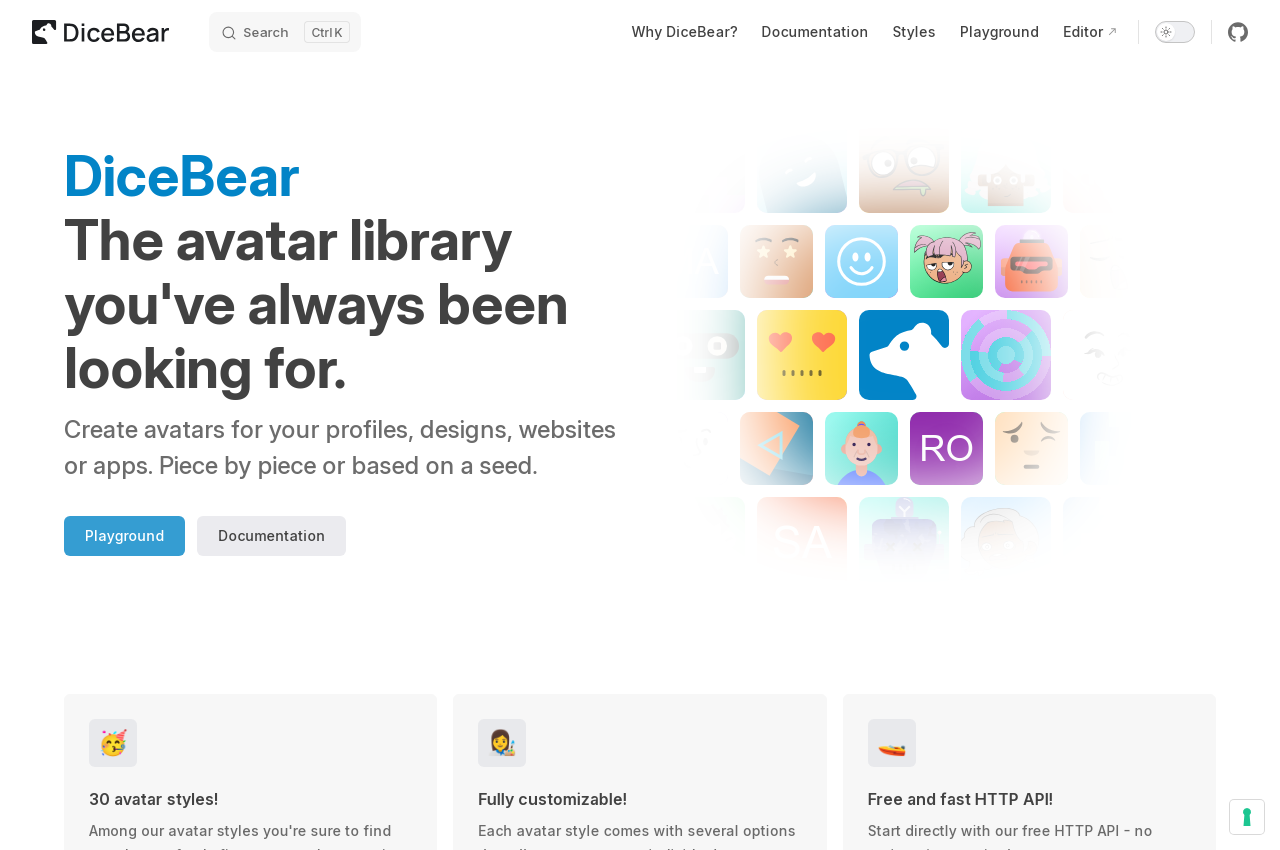 DiceBear
Search
Ctrl K
Why DiceBear?
Documentation
Styles
Playground
Editor
DiceBear
The avatar library
you've always been
looking for.
Create avatars for your profiles, designs, websites
or apps. Piece by piece or based on a seed.
Playground
Documentation
RO
SA
30 avatar styles!
Among our avatar styles you're sure to find
Fully customizable!
Each avatar style comes with several options
Free and fast HTTP API!
Start directly with our free HTTP API - no